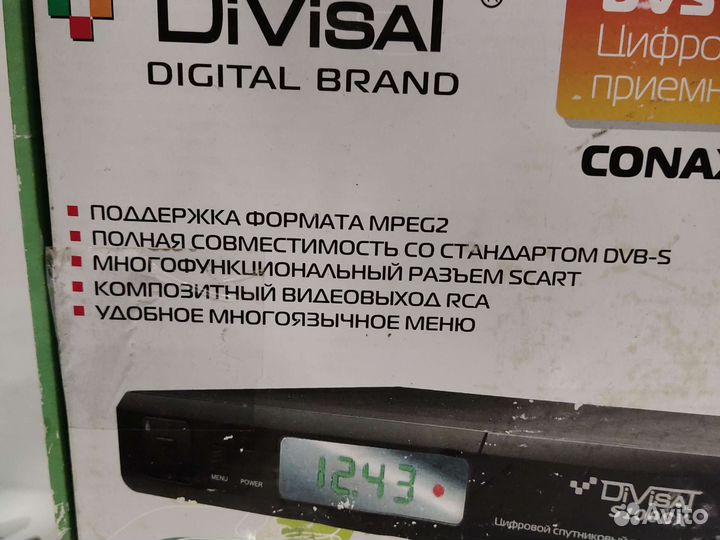 DiViSAT ®
DIGITAL BRAND
Цифро
приемн
CONAX
ПОДДЕРЖКА ФОРМАТА MPEG2
ПОЛНАЯ СОВМЕСТИМОСТЬ СО СТАНДАРТОМ DVB-S
МНОГОФУНКЦИОНАЛЬНЫЙ РАЗЪЕМ SCART
КОМПОЗИТНЫЙ ВИДЕОВЫХОД RCA
УДОБНОЕ МНОГОЯЗЫЧНОЕ МЕНЮ
12:43
MENU POWER
DiViSAT
Цифровой спутниковый
Avito